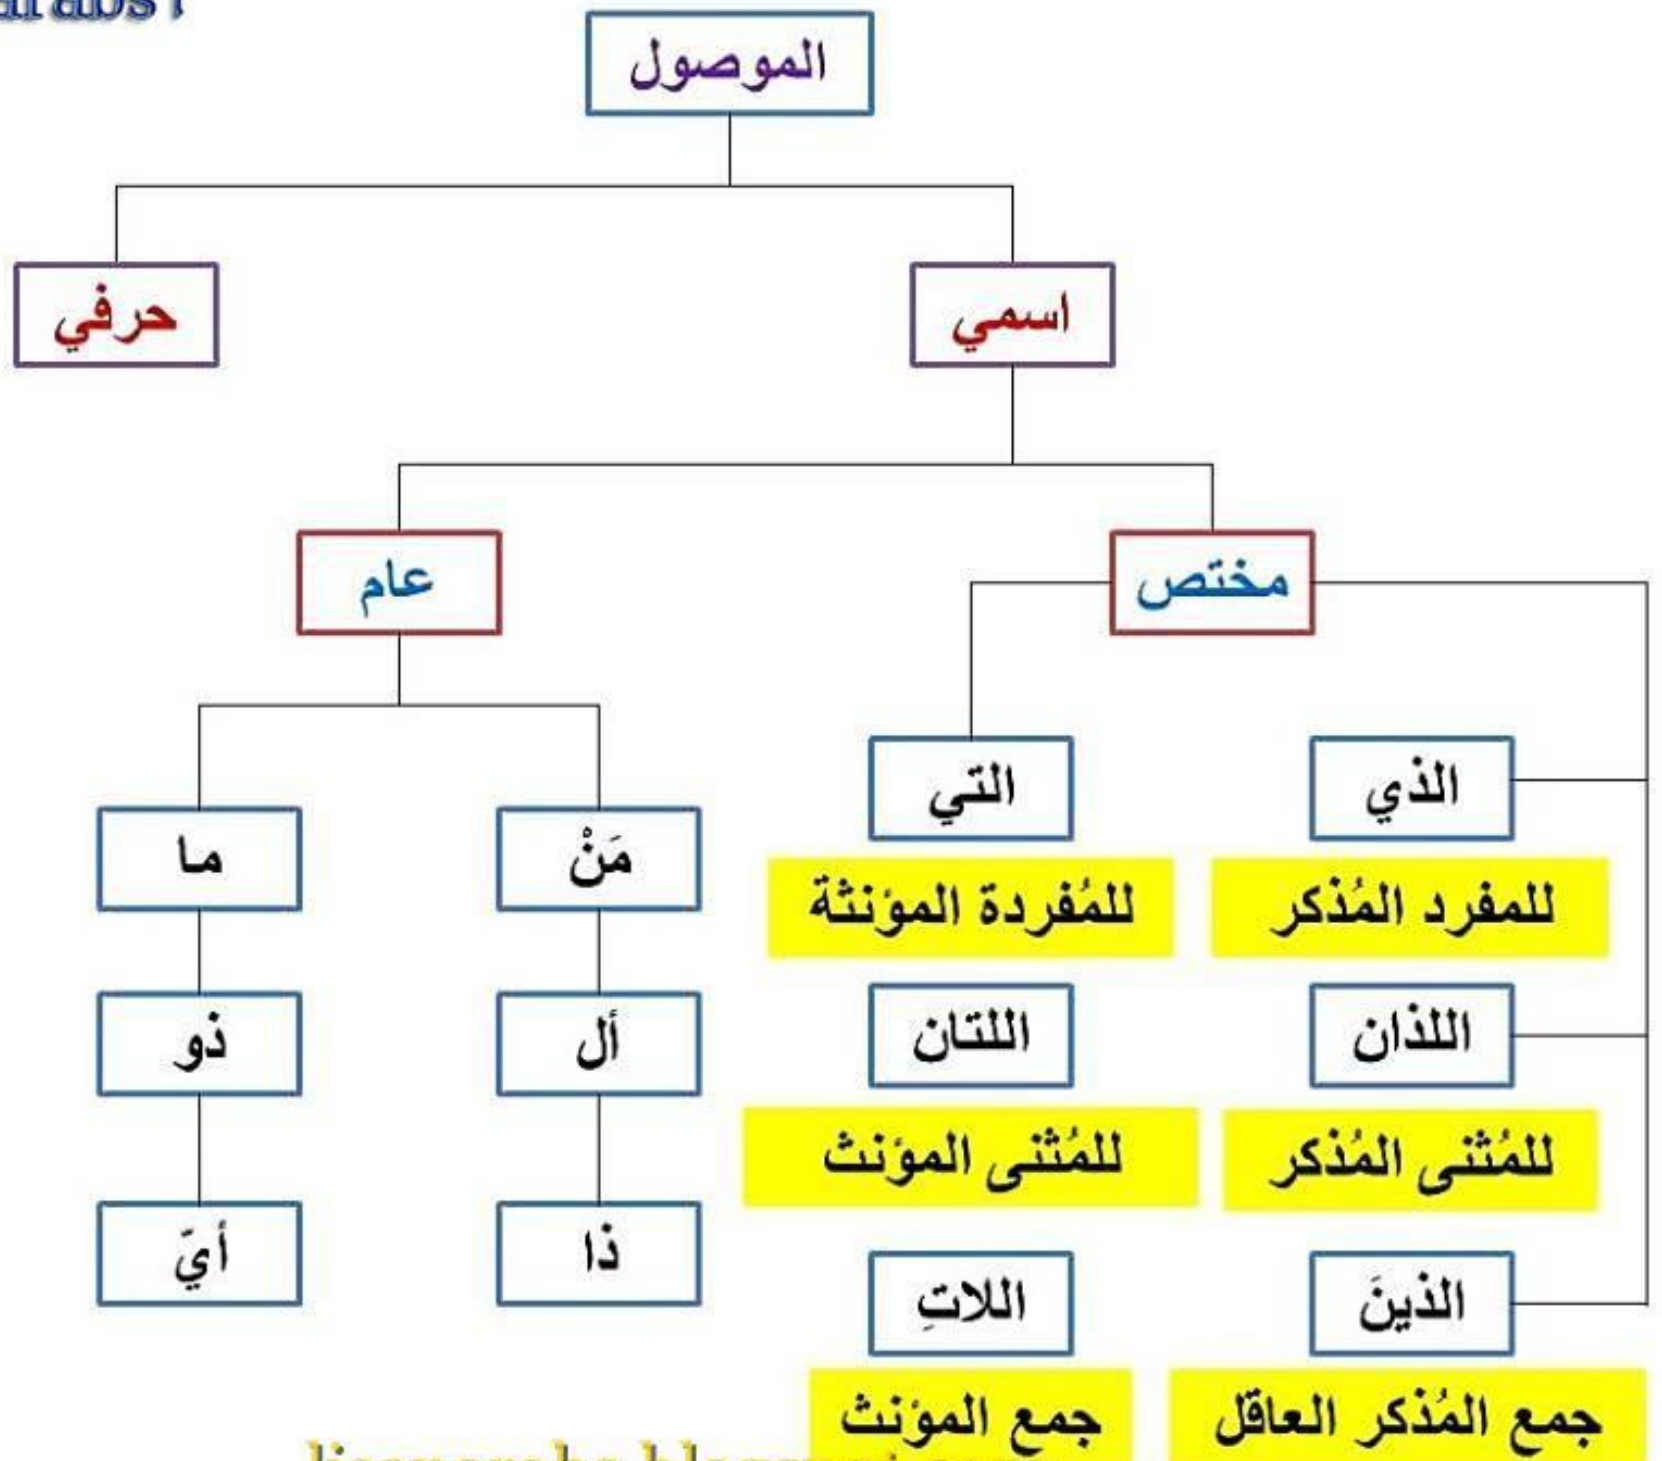 الموصول
اسمي
حرفي
مختص
عام
الذي
التي
للمفرد المُذكر
للمُفردة المؤنثة
مَنْ
ما
اللذان
اللتان
أل
ذو
للمُثنى المُذكر
للمُثنى المؤنث
الذينَ
اللاتِ
ذا
أيّ
جمع المُذكر العاقل
جمع المؤنث